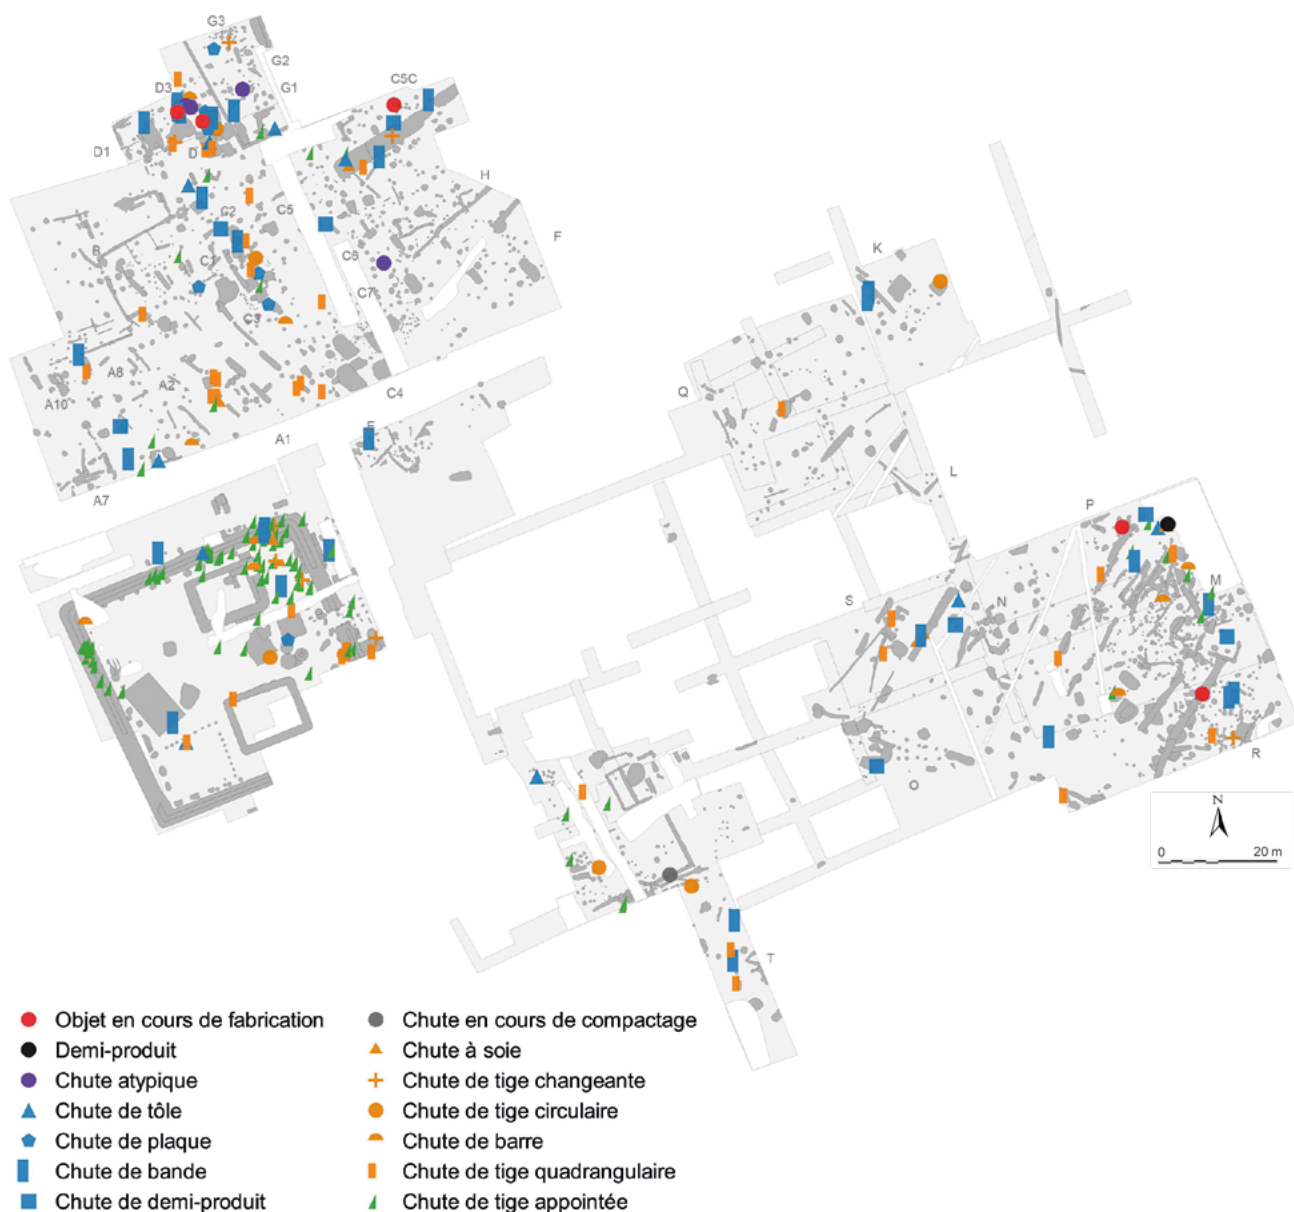 G3
G2
D3
G1
C5C
D1
D
H
C2
C5
F
B
C1
C6
K
C7
C3
A8
A2
Q
A10
C4
E
A1
L
A7
P
M
S
N
R
O
N
0 20 m
T
Objet en cours de fabrication
Demi-produit
Chute atypique
Chute de tôle
Chute de plaque
Chute de bande
Chute de demi-produit
Chute en cours de compactage
Chute à soie
Chute de tige changeante
Chute de tige circulaire
Chute de barre
Chute de tige quadrangulaire
Chute de tige appointée